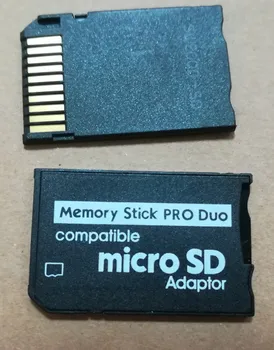 Memory Stick PRO Duo
compatible
micro SD
Adaptor